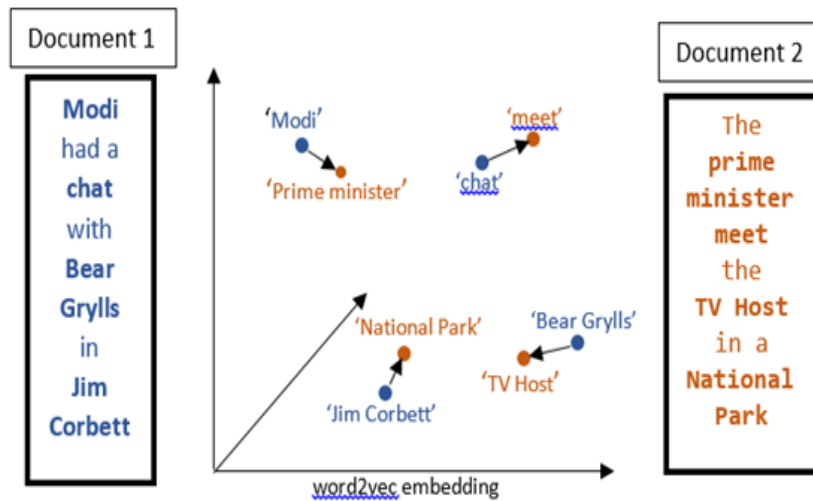 Document 1
Modi
had a
chat
with
Bear
Grylls
in
Jim
Corbett
‘Modi’
‘Prime minister’
‘meet’
‘chat’
‘National Park’
‘Jim Corbett’
‘Bear Grylls’
‘TV Host’
word2vec embedding
Document 2
The
prime
minister
meet
the
TV Host
in a
National
Park